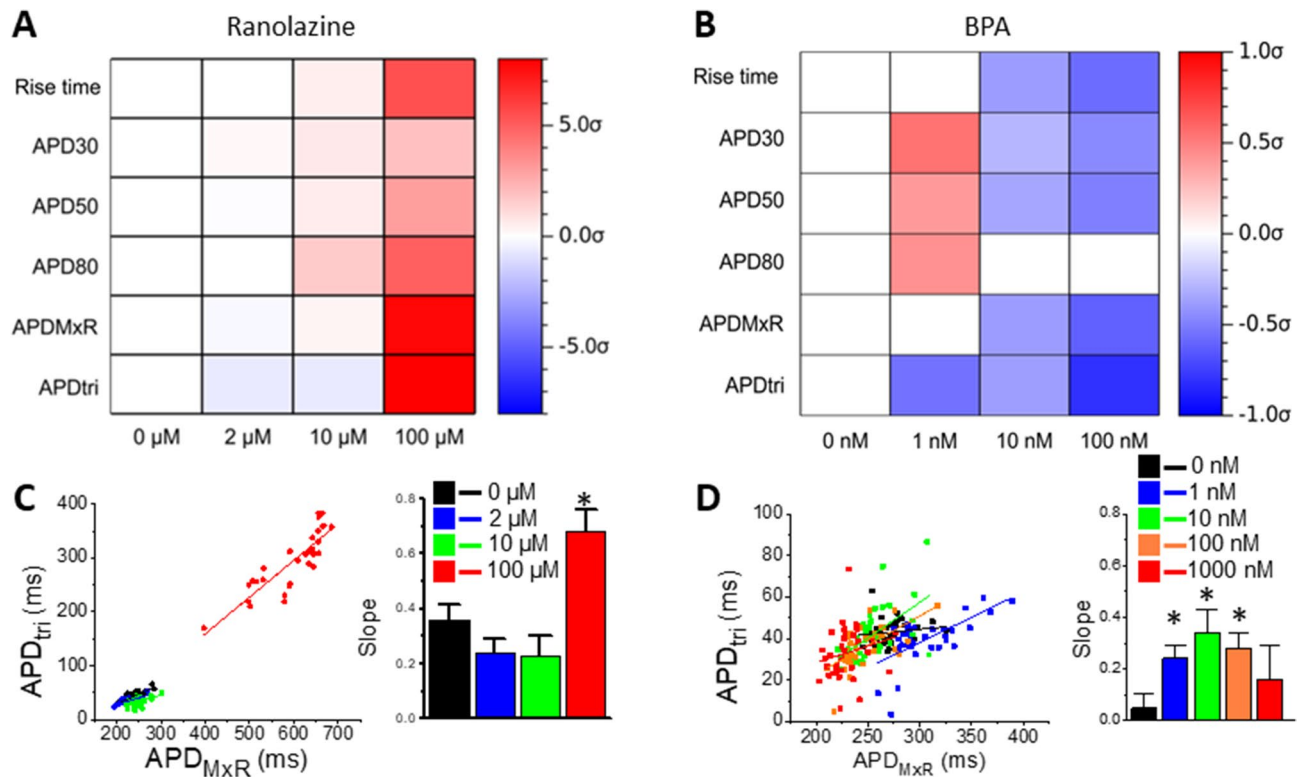 A
Ranolazine
Rise time
APD30
APD50
APD80
APDMxR
APDtri
0 µM
2 µM
10 µM
100 µM
5.0σ
0.0σ
-5.0σ
B
BPA
Rise time
APD30
APD50
APD80
APDMxR
APDtri
0 nM
1 nM
10 nM
100 nM
1.0σ
0.5σ
0.0σ
-0.5σ
-1.0σ
C
APDtri (ms)
400
300
200
100
0
200
300
400
500
600
700
APDMxR (ms)
Slope
0.8
0.6
0.4
0.2
0.0
0 µM
2 µM
10 µM
100 µM
*
D
APDtri (ms)
100
80
60
40
20
0
200
250
300
350
400
APDMxR (ms)
Slope
0.8
0.6
0.4
0.2
0.0
0 nM
1 nM
10 nM
100 nM
1000 nM
*
*
*